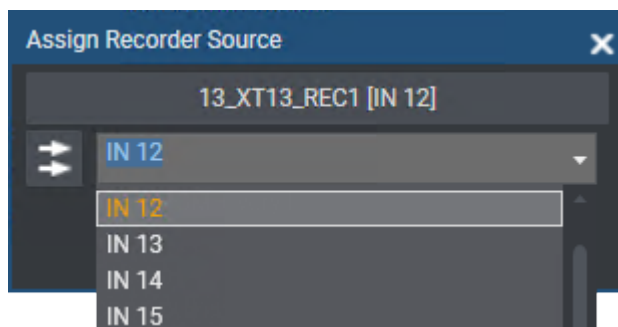 Assign Recorder Source
13_XT13_REC1 [IN 12]
IN 12
IN 12
IN 13
IN 14
IN 15